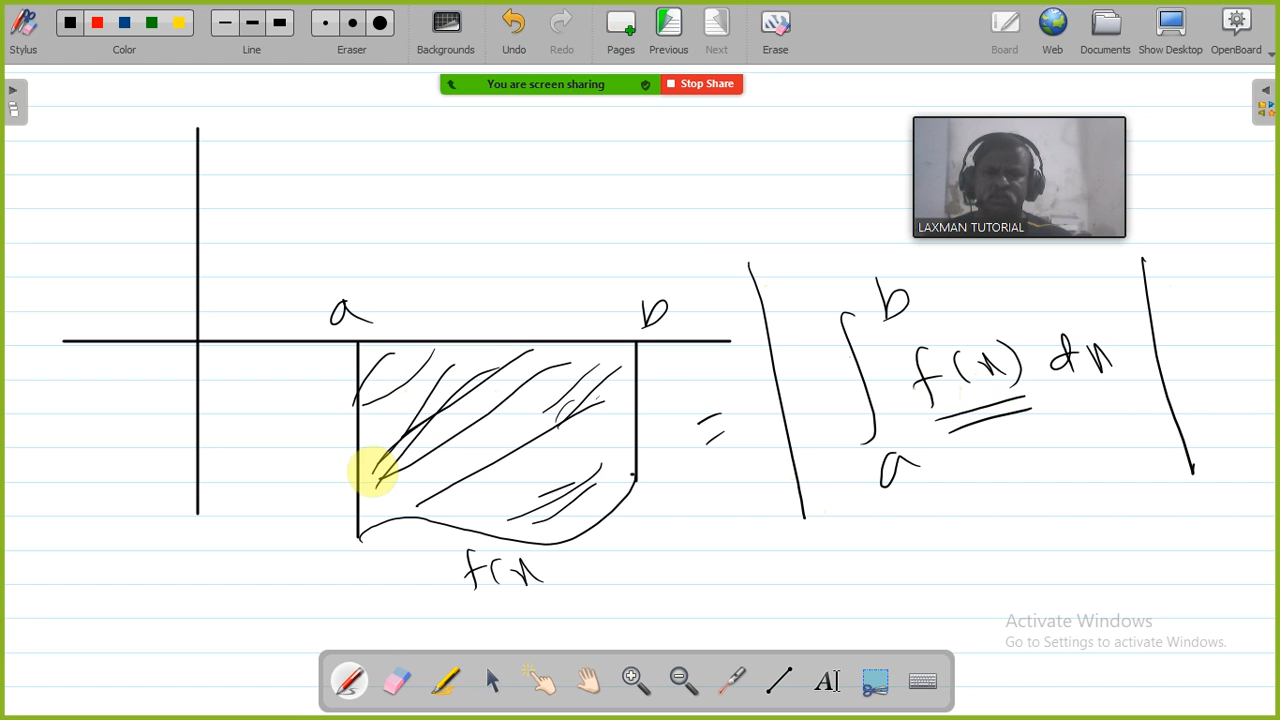 Stylus Color Line Eraser Backgrounds Undo Redo Pages Previous Next Erase Board Web Documents Show Desktop OpenBoard
You are screen sharing Stop Share
LAXMAN TUTORIAL
a b
= | ∫ b a f(x) dx |
f(x
Activate Windows
Go to Settings to activate Windows.
AI